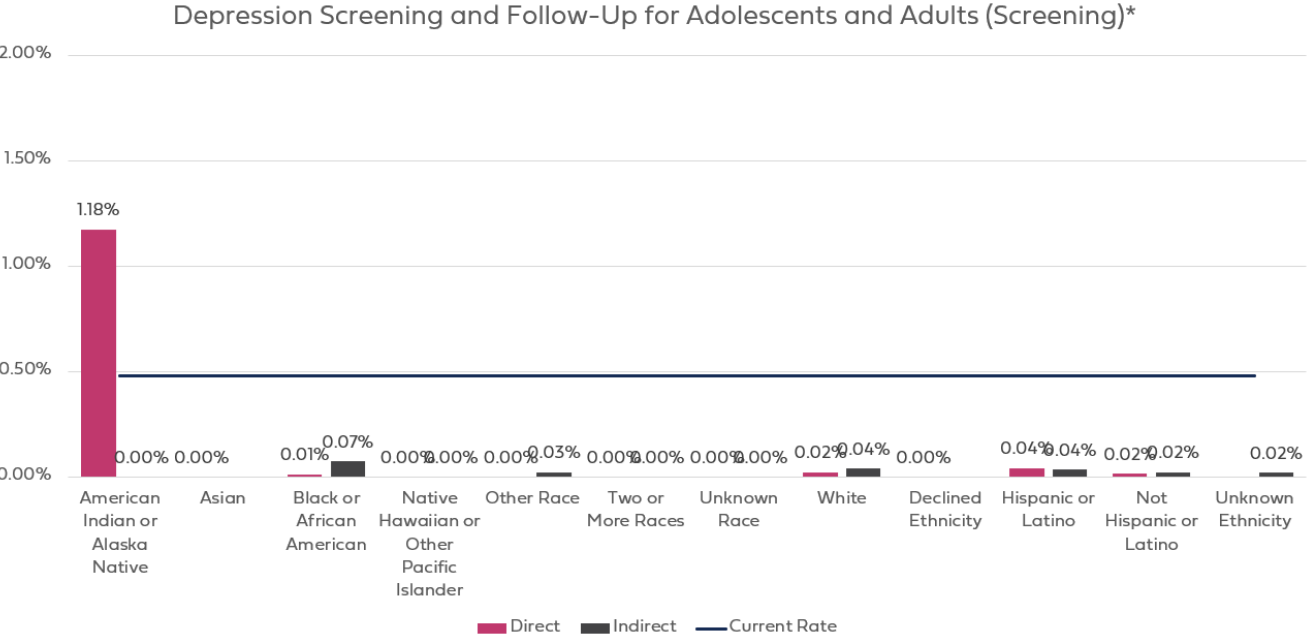 Depression Screening and Follow-Up for Adolescents and Adults (Screening)*
2.00%
1.50%
1.18%
1.00%
0.50%
0.00% 0.00% 0.01% 0.07% 0.00% 0.00% 0.00% 0.03% 0.00% 0.00% 0.00% 0.00% 0.02% 0.04% 0.00% 0.04% 0.04% 0.02% 0.02% 0.02%
0.00%
American
Indian or
Alaska
Native
Asian
Black or
African
American
Native
Hawaiian or
Other
Pacific
Islander
Other Race
Two or
More Races
Unknown
Race
White
Declined
Ethnicity
Hispanic or
Latino
Not
Hispanic or
Latino
Unknown
Ethnicity
Direct Indirect Current Rate